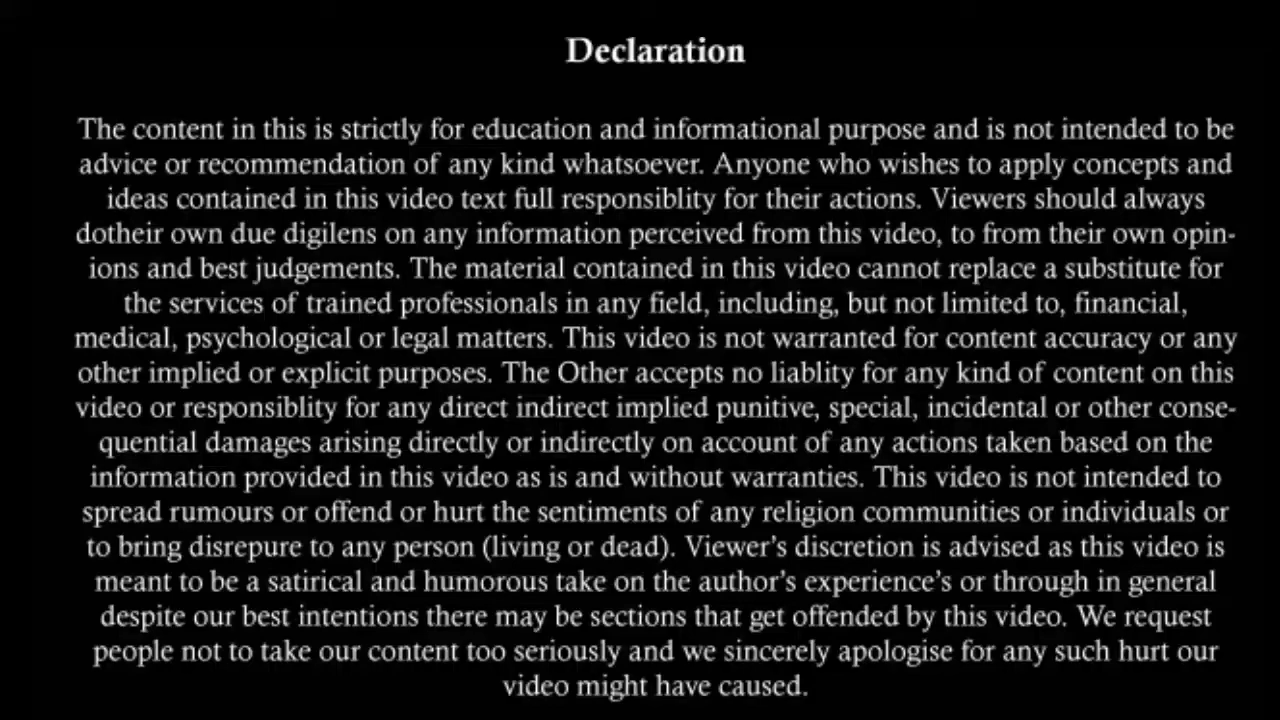 Declaration
The content in this is strictly for education and informational purpose and is not intended to be
advice or recommendation of any kind whatsoever. Anyone who wishes to apply concepts and
ideas contained in this video text full responsiblity for their actions. Viewers should always
dotheir own due digilens on any information perceived from this video, to from their own opin-
ions and best judgements. The material contained in this video cannot replace a substitute for
the services of trained professionals in any field, including, but not limited to, financial,
medical, psychological or legal matters. This video is not warranted for content accuracy or any
other implied or explicit purposes. The Other accepts no liablity for any kind of content on this
video or responsiblity for any direct indirect implied punitive, special, incidental or other conse-
quential damages arising directly or indirectly on account of any actions taken based on the
information provided in this video as is and without warranties. This video is not intended to
spread rumours or offend or hurt the sentiments of any religion communities or individuals or
to bring disrepure to any person (living or dead). Viewer's discretion is advised as this video is
meant to be a satirical and humorous take on the author's experience's or through in general
despite our best intentions there may be sections that get offended by this video. We request
people not to take our content too seriously and we sincerely apologise for any such hurt our
video might have caused.